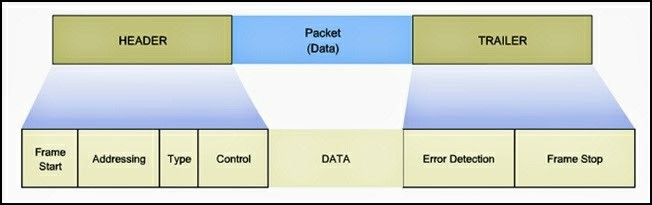 HEADER
Packet
(Data)
TRAILER
Frame
Start
Addressing
Type
Control
DATA
Error Detection
Frame Stop